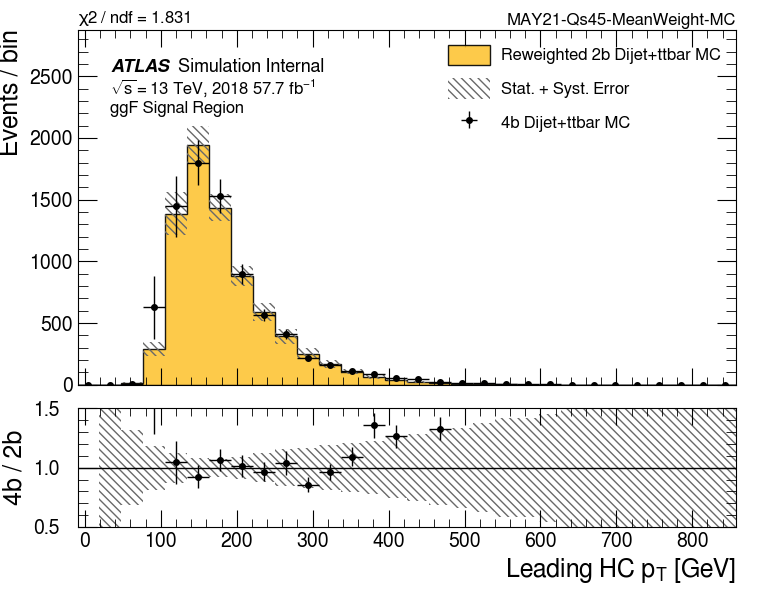 χ2 / ndf = 1.831
MAY21-Qs45-MeanWeight-MC
Events / bin
ATLAS Simulation Internal
√s = 13 TeV, 2018 57.7 fb⁻¹
ggF Signal Region
Reweighted 2b Dijet+ttbar MC
Stat. + Syst. Error
4b Dijet+ttbar MC
2500
2000
1500
1000
500
0
4b / 2b
1.5
1.0
0.5
0 100 200 300 400 500 600 700 800
Leading HC pT [GeV]